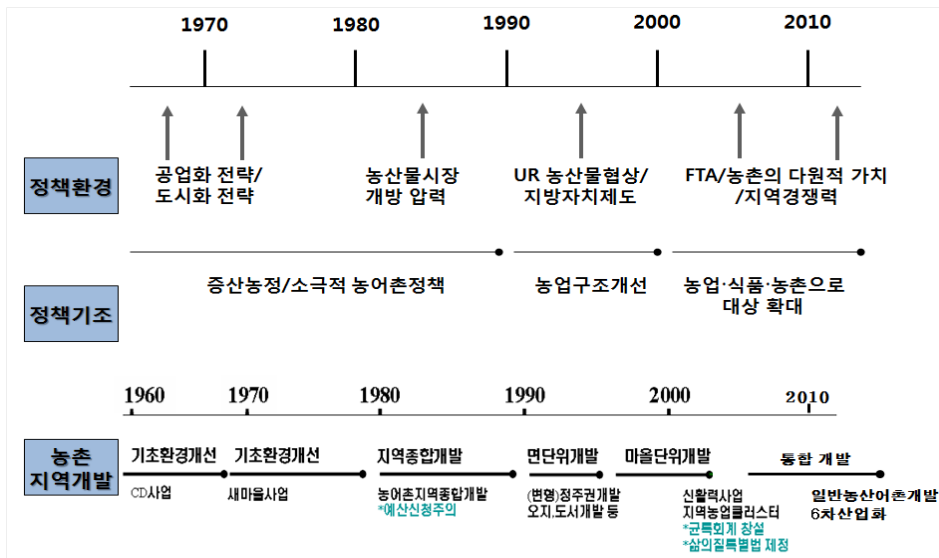 1970 1980 1990 2000 2010
정책환경
공업화 전략/
도시화 전략
농산물시장
개방 압력
UR 농산물협상/
지방자치제도
FTA/농촌의 다원적 가치
/지역경쟁력
정책기조
증산농정/소극적 농어촌정책
농업구조개선
농업·식품·농촌으로
대상 확대
1960 1970 1980 1990 2000 2010
농촌
지역개발
기초환경개선
CD사업
기초환경개선
새마을사업
지역종합개발
농어촌지역종합개발
*예산신청주의
면단위개발
(변형)정주권개발
오지,도서개발 등
마을단위개발
신활력사업
지역농업클러스터
*균특회계 창설
*삶의질특별법 제정
통합 개발
일반농산어촌개발
6차산업화